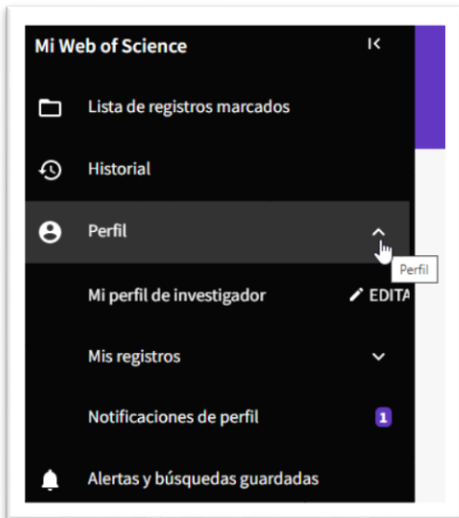 Mi Web of Science
Lista de registros marcados
Historial
Perfil
Perfil
Mi perfil de investigador EDITA
Mis registros
Notificaciones de perfil 1
Alertas y búsquedas guardadas